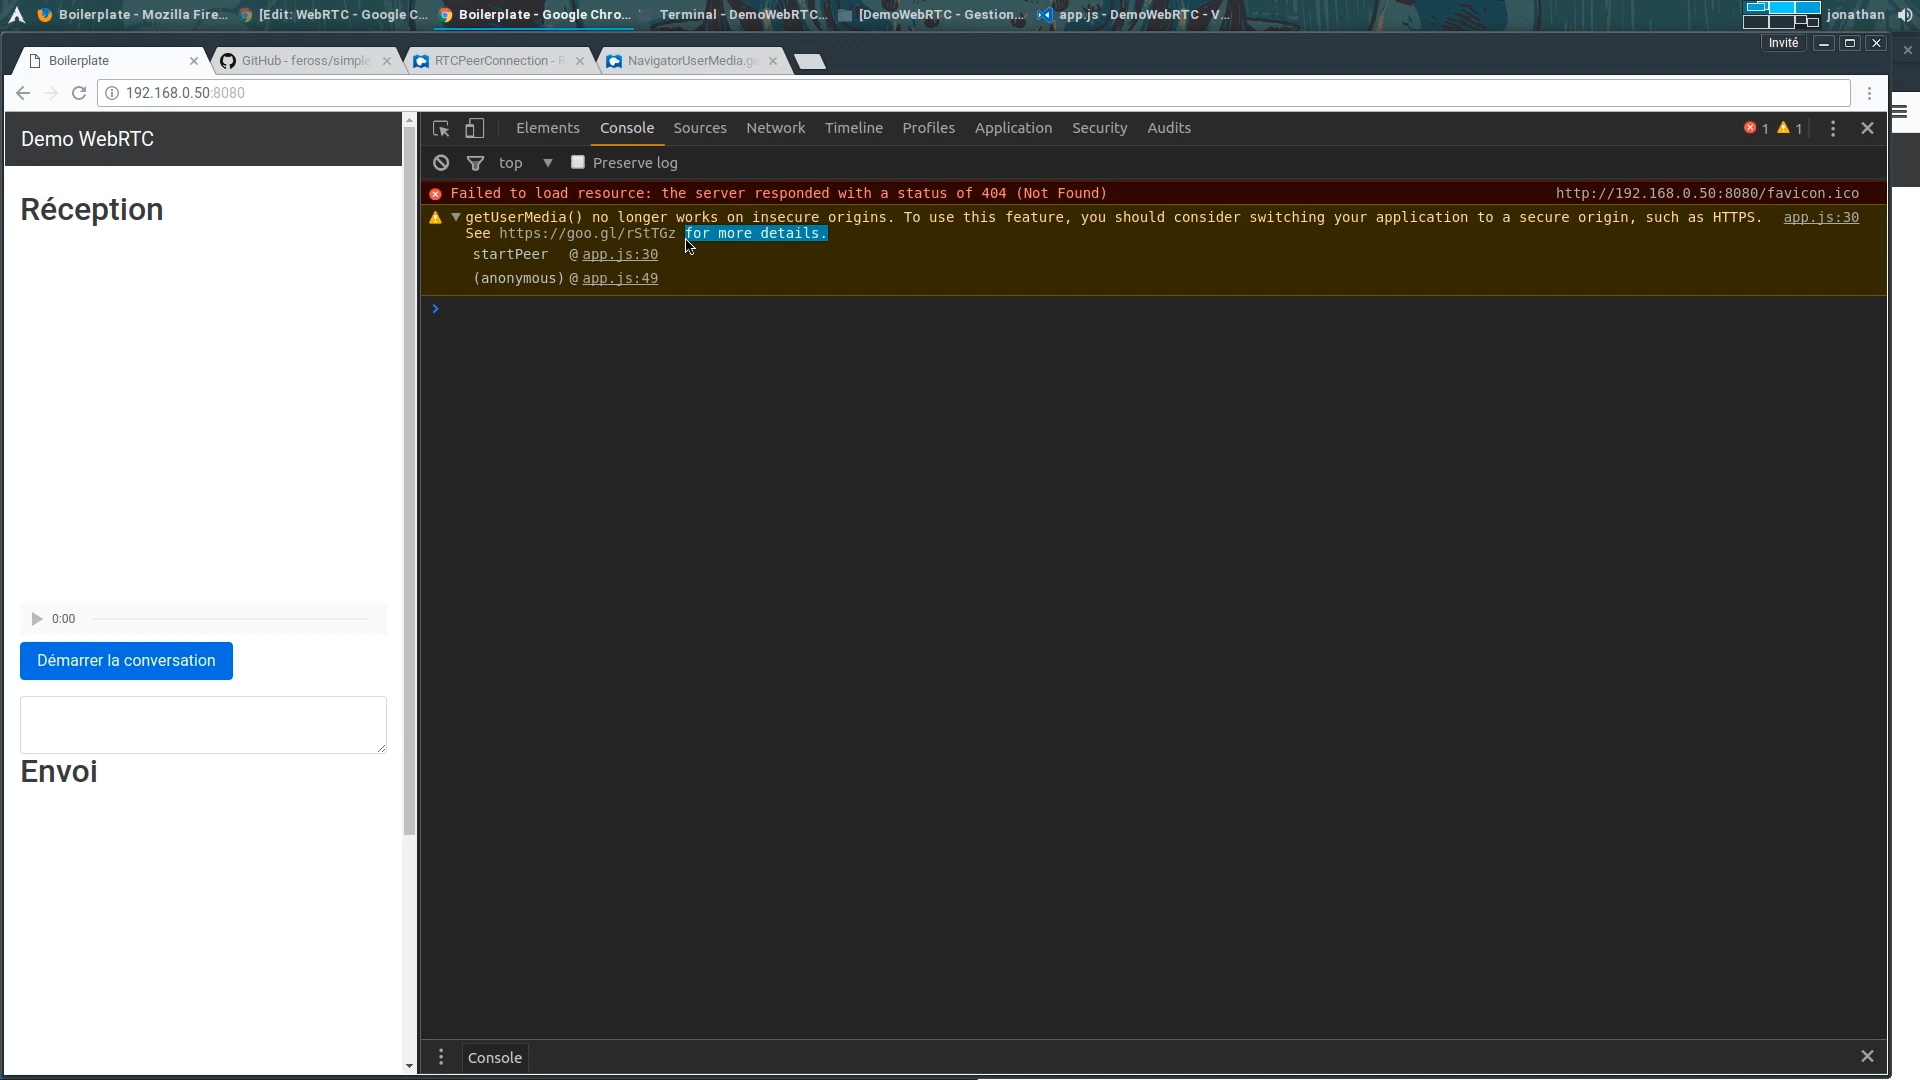 Boilerplate - Mozilla Fire... [Edit: WebRTC - Google C... Boilerplate - Google Chro... Terminal - DemoWebRTC... [DemoWebRTC - Gestion... app.js - DemoWebRTC - V... jonathan
Invité
Boilerplate GitHub - feross/simple RTCPeerConnection - R NavigatorUserMedia.ge
192.168.0.50:8080
Demo WebRTC
Elements Console Sources Network Timeline Profiles Application Security Audits 1 1
top Preserve log
Failed to load resource: the server responded with a status of 404 (Not Found) http://192.168.0.50:8080/favicon.ico
getUserMedia() no longer works on insecure origins. To use this feature, you should consider switching your application to a secure origin, such as HTTPS. app.js:30
See https://goo.gl/rStTGz for more details.
startPeer @ app.js:30
(anonymous) @ app.js:49
Réception
0:00
Démarrer la conversation
Envoi
Console